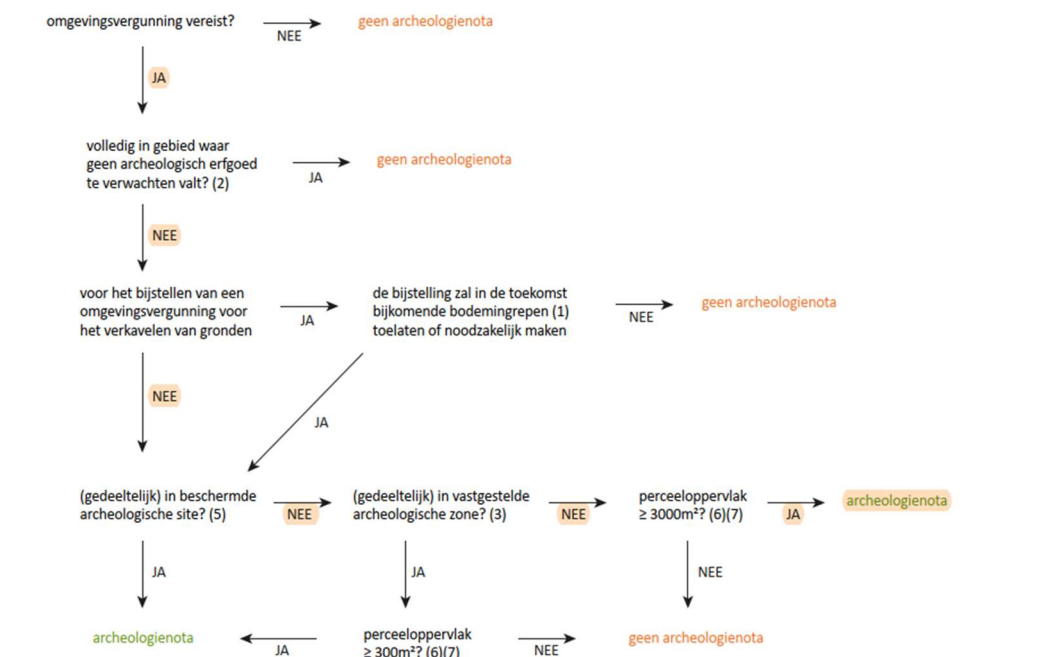 omgevingsvergunning vereist?
NEE
geen archeologienota
JA
volledig in gebied waar
geen archeologisch erfgoed
te verwachten valt? (2)
JA
geen archeologienota
NEE
voor het bijstellen van een
omgevingsvergunning voor
het verkavelen van gronden
JA
de bijstelling zal in de toekomst
bijkomende bodemingrepen (1)
toelaten of noodzakelijk maken
NEE
geen archeologienota
NEE
JA
(gedeeltelijk) in beschermde
archeologische site? (5)
NEE
(gedeeltelijk) in vastgestelde
archeologische zone? (3)
NEE
perceeloppervlak
≥ 3000m²? (6)(7)
JA
archeologienota
JA
JA
NEE
archeologienota
JA
perceeloppervlak
≥ 300m²? (6)(7)
NEE
geen archeologienota